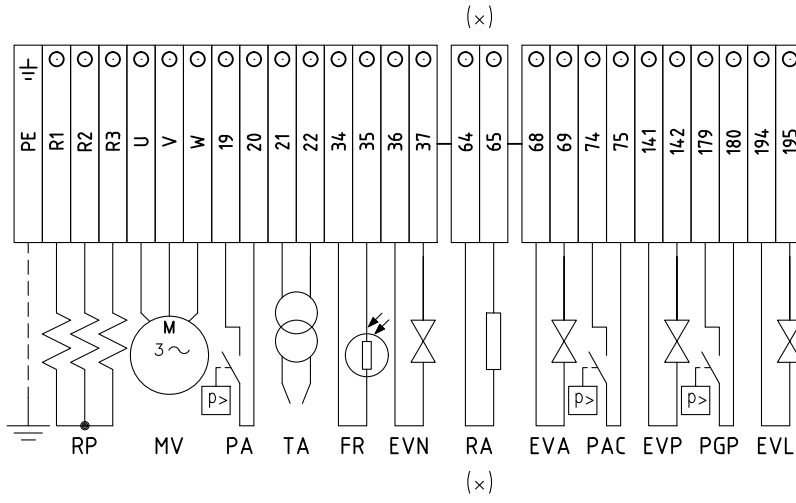 (x)
PE R1 R2 R3 U V W 19 20 21 22 34 35 36 37 64 65 68 69 74 75 141 142 179 180 194 195
M
3~
p> p> p>
RP MV PA TA FR EVN RA EVA PAC EVP PGP EVL
(x)